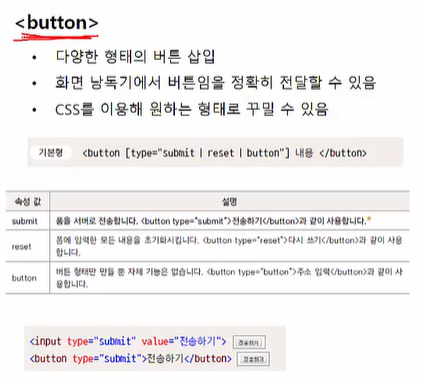 <button>
• 다양한 형태의 버튼 삽입
• 화면 낭독기에서 버튼임을 정확히 전달할 수 있음
• CSS를 이용해 원하는 형태로 꾸밀 수 있음
기본형 <button [type="submit | reset | button"] 내용 </button>
속성 값 설명
submit 폼을 서버로 전송합니다. <button type="submit">전송하기</button>과 같이 사용합니다.*
reset 폼에 입력한 모든 내용을 초기화시킵니다. <button type="reset">다시 쓰기</button>과 같이 사용
합니다.
button 버튼 형태만 만들 뿐 자체 기능은 없습니다. <button type="button">주소 입력</button>과 같이 사
용합니다.
<input type="submit" value="전송하기"> 전송하기
<button type="submit">전송하기</button> 전송하기